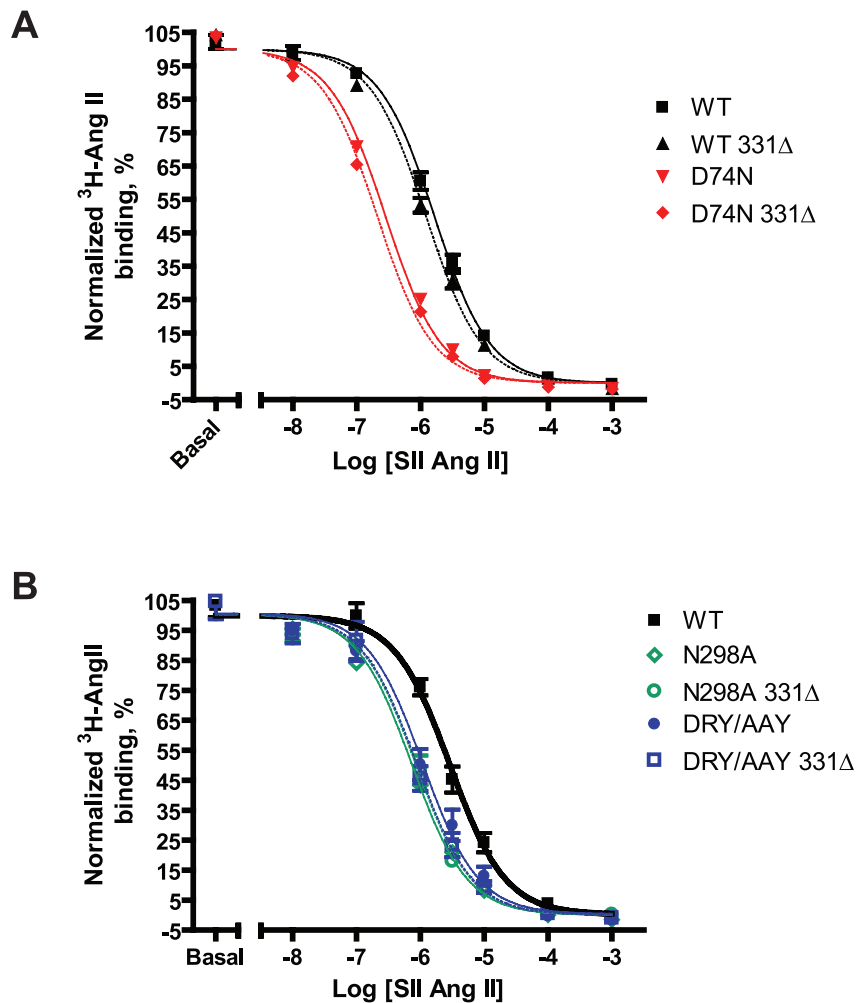 A
Normalized ³H-Ang II
binding, %
105
95
85
75
65
55
45
35
25
15
5
-5
Basal
-8
-7
-6
-5
-4
-3
Log [SII Ang II]
WT
WT 331Δ
D74N
D74N 331Δ
B
Normalized ³H-AngII
binding, %
105
95
85
75
65
55
45
35
25
15
5
-5
Basal
-8
-7
-6
-5
-4
-3
Log [SII Ang II]
WT
N298A
N298A 331Δ
DRY/AAY
DRY/AAY 331Δ